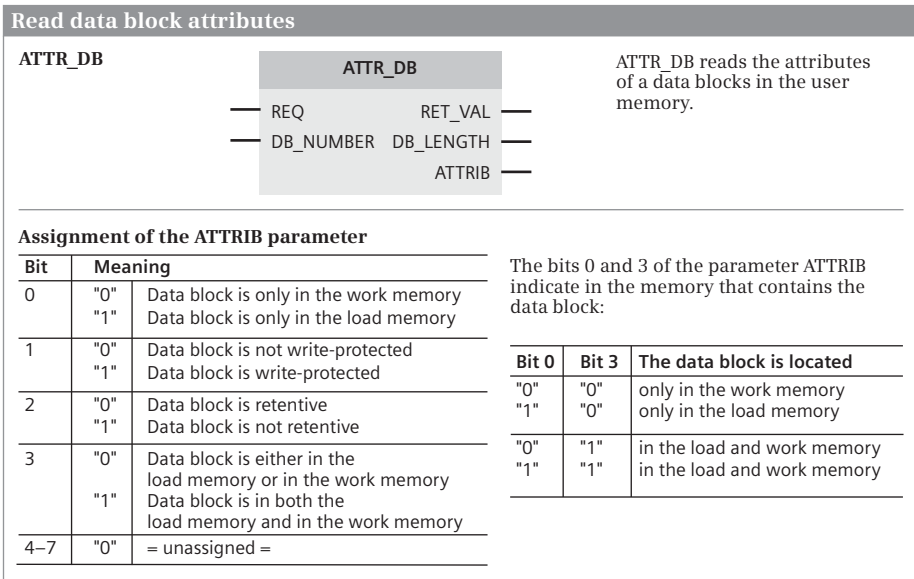 Read data block attributes
ATTR_DB
ATTR_DB
REQ RET_VAL
DB_NUMBER DB_LENGTH
ATTRIB
ATTR_DB reads the attributes
of a data blocks in the user
memory.
Assignment of the ATTRIB parameter
Bit Meaning
0 "0" Data block is only in the work memory
"1" Data block is only in the load memory
1 "0" Data block is not write-protected
"1" Data block is write-protected
2 "0" Data block is retentive
"1" Data block is not retentive
3 "0" Data block is either in the
load memory or in the work memory
"1" Data block is in both the
load memory and in the work memory
4–7 "0" = unassigned =
The bits 0 and 3 of the parameter ATTRIB
indicate in the memory that contains the
data block:
Bit 0 Bit 3 The data block is located
"0" "0" only in the work memory
"1" "0" only in the load memory
"0" "1" in the load and work memory
"1" "1" in the load and work memory